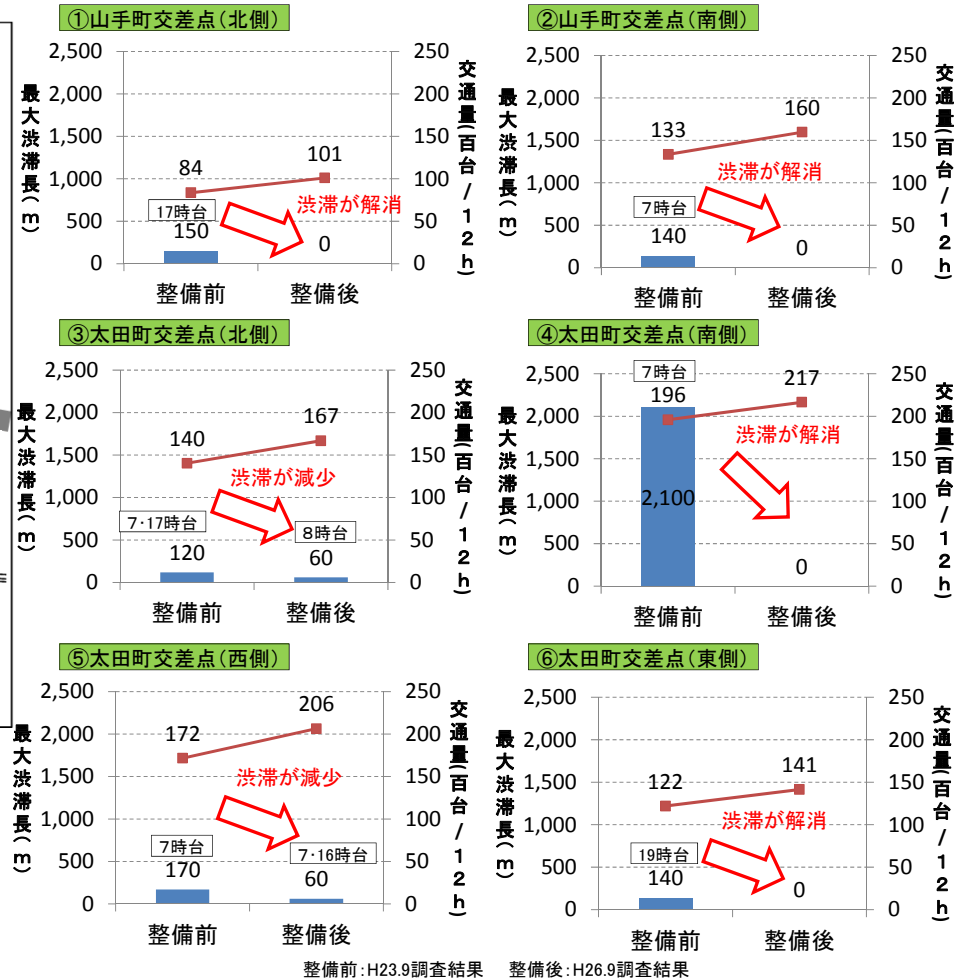 ①山手町交差点(北側)
最大渋滞長(m)
2,500
2,000
1,500
1,000
500
0
250
200
150
100
50
0
交通量(百台/12h)
84
101
17時台
150
0
渋滞が解消
整備前
整備後
②山手町交差点(南側)
最大渋滞長(m)
2,500
2,000
1,500
1,000
500
0
250
200
150
100
50
0
交通量(百台/12h)
133
160
7時台
140
0
渋滞が解消
整備前
整備後
③太田町交差点(北側)
最大渋滞長(m)
2,500
2,000
1,500
1,000
500
0
250
200
150
100
50
0
交通量(百台/12h)
140
167
渋滞が減少
7・17時台
120
8時台
60
整備前
整備後
④太田町交差点(南側)
最大渋滞長(m)
2,500
2,000
1,500
1,000
500
0
250
200
150
100
50
0
交通量(百台/12h)
7時台
196
217
渋滞が解消
2,100
0
整備前
整備後
⑤太田町交差点(西側)
最大渋滞長(m)
2,500
2,000
1,500
1,000
500
0
250
200
150
100
50
0
交通量(百台/12h)
172
206
渋滞が減少
7時台
170
7・16時台
60
整備前
整備後
⑥太田町交差点(東側)
最大渋滞長(m)
2,500
2,000
1,500
1,000
500
0
250
200
150
100
50
0
交通量(百台/12h)
122
141
渋滞が解消
19時台
140
0
整備前
整備後
整備前:H23.9調査結果 整備後:H26.9調査結果